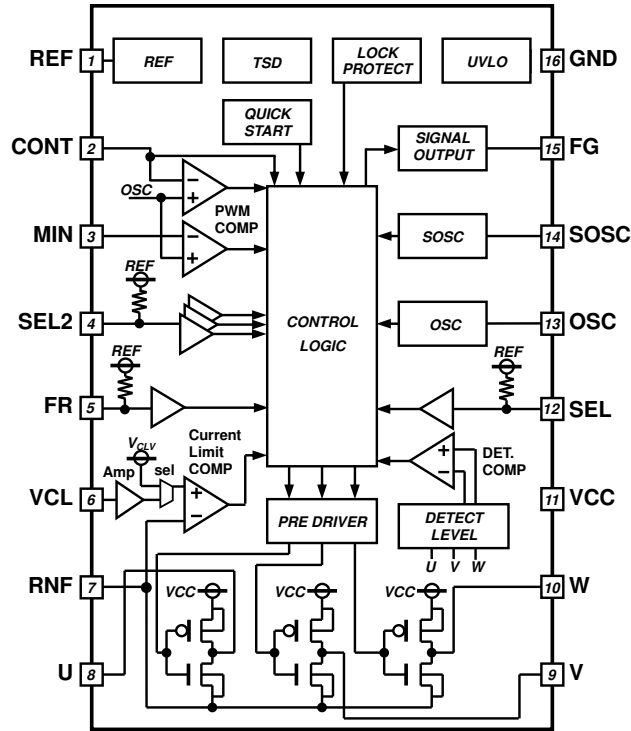 REF
1
REF
TSD
LOCK
PROTECT
UVLO
16
GND
QUICK
START
CONT
2
SIGNAL
OUTPUT
15
FG
OSC
−
+
PWM
COMP
MIN
3
−
+
SOSC
14
SOSC
REF
SEL2
4
CONTROL
LOGIC
OSC
13
OSC
REF
REF
FR
5
12
SEL
VCLV
Current
Limit
COMP
Amp
sel
+
−
DET.
COMP
+
−
VCL
6
11
VCC
PRE DRIVER
DETECT
LEVEL
U
V
W
RNF
7
VCC
VCC
VCC
10
W
U
8
9
V